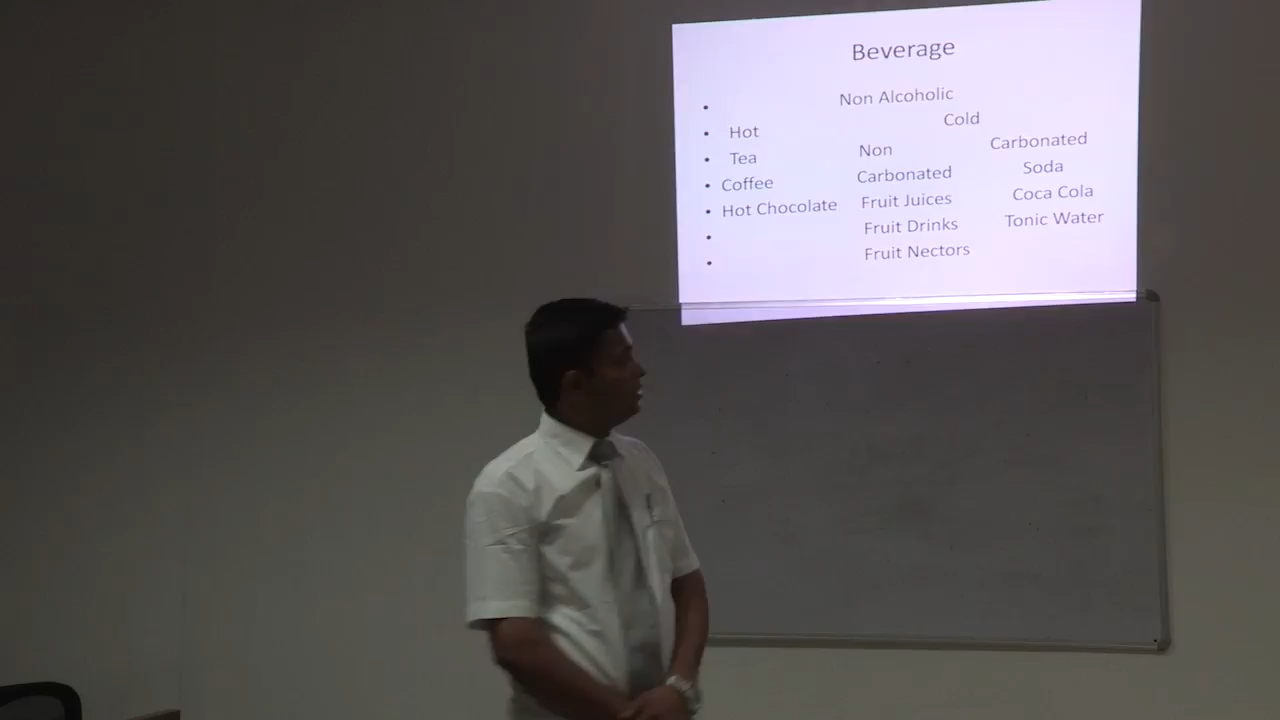 Beverage
• Non Alcoholic
• Hot Cold
• Tea Non Carbonated
• Coffee Carbonated Soda
• Hot Chocolate Fruit Juices Coca Cola
• Fruit Drinks Tonic Water
• Fruit Nectors